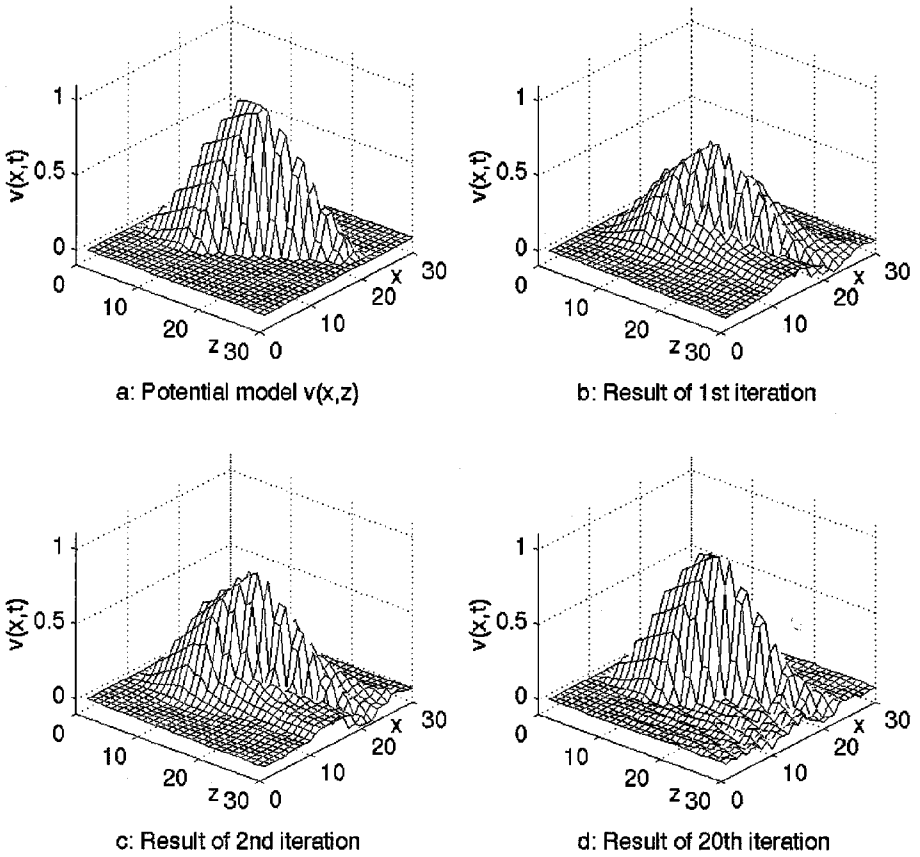 1
0.5
0
v(x,t)
0
10
20
z 30
0
10
20
x 30
a: Potential model v(x,z)
1
0.5
0
v(x,t)
0
10
20
z 30
0
10
20
x 30
b: Result of 1st iteration
1
0.5
0
v(x,t)
0
10
20
z 30
0
10
20
x 30
c: Result of 2nd iteration
1
0.5
0
v(x,t)
0
10
20
z 30
0
10
20
x 30
d: Result of 20th iteration